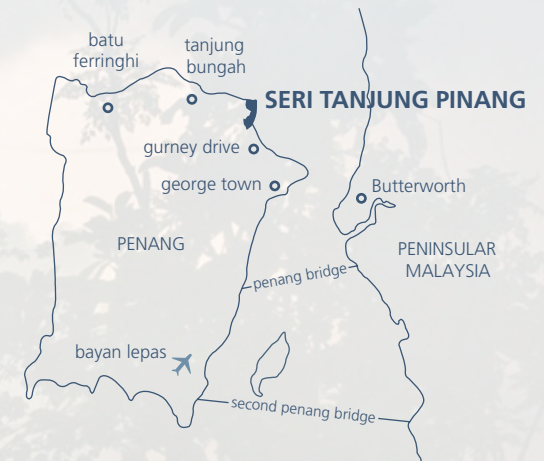 batu
ferringhi
tanjung
bungah
SERI TANJUNG PINANG
gurney drive
george town
Butterworth
PENANG
PENINSULAR
MALAYSIA
penang bridge
bayan lepas
second penang bridge